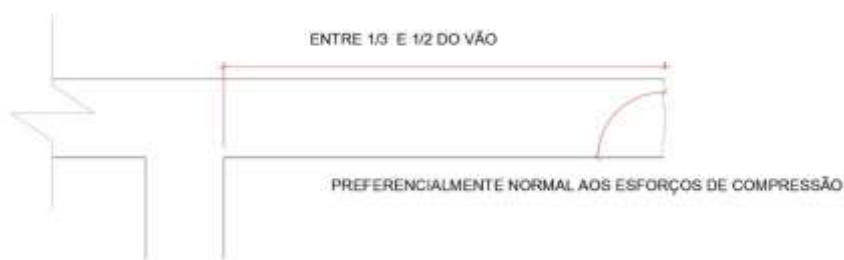 ENTRE 1/3 E 1/2 DO VÃO
PREFERENCIALMENTE NORMAL AOS ESFORÇOS DE COMPRESSÃO